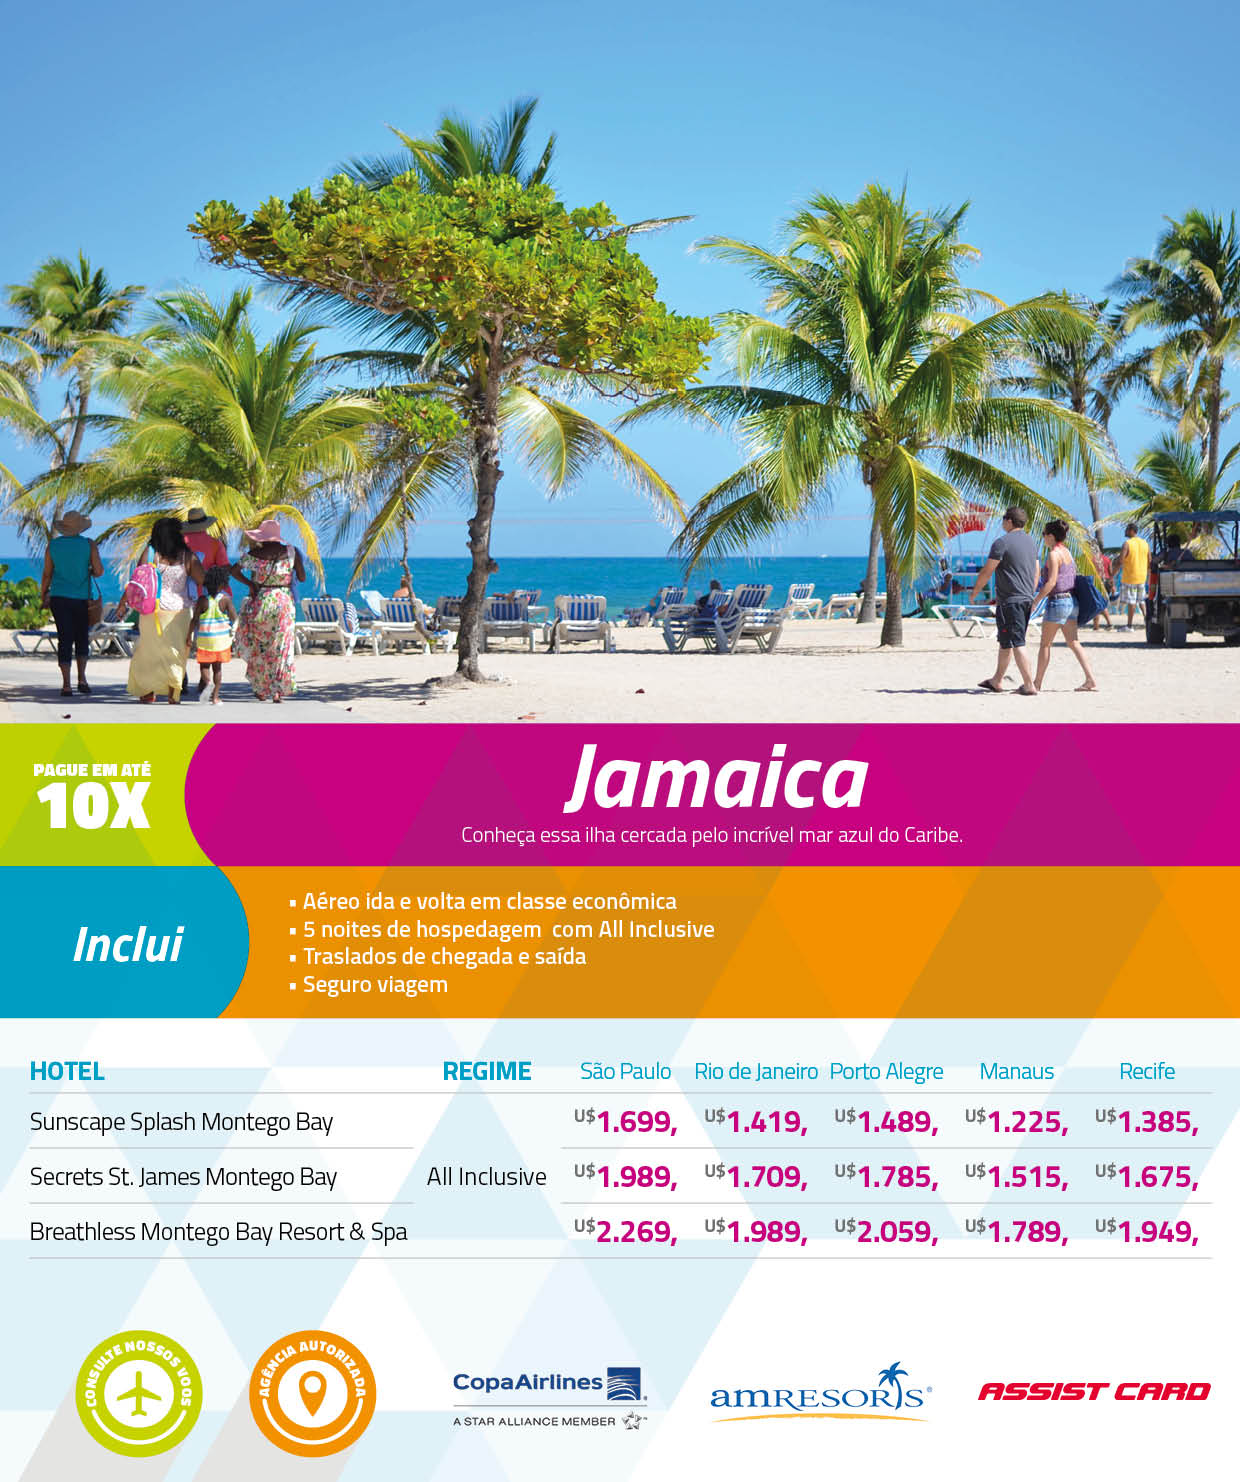 PAGUE EM ATÉ
10X
Jamaica
Conheça essa ilha cercada pelo incrível mar azul do Caribe.
Inclui
• Aéreo ida e volta em classe econômica
• 5 noites de hospedagem com All Inclusive
• Traslados de chegada e saída
• Seguro viagem
HOTEL REGIME São Paulo Rio de Janeiro Porto Alegre Manaus Recife
Sunscape Splash Montego Bay U$1.699, U$1.419, U$1.489, U$1.225, U$1.385,
Secrets St. James Montego Bay All Inclusive U$1.989, U$1.709, U$1.785, U$1.515, U$1.675,
Breathless Montego Bay Resort & Spa U$2.269, U$1.989, U$2.059, U$1.789, U$1.949,
CONSULTE NOSSOS VOOS
AGÊNCIA AUTORIZADA
CopaAirlines
A STAR ALLIANCE MEMBER
amRESORTS®
ASSIST CARD